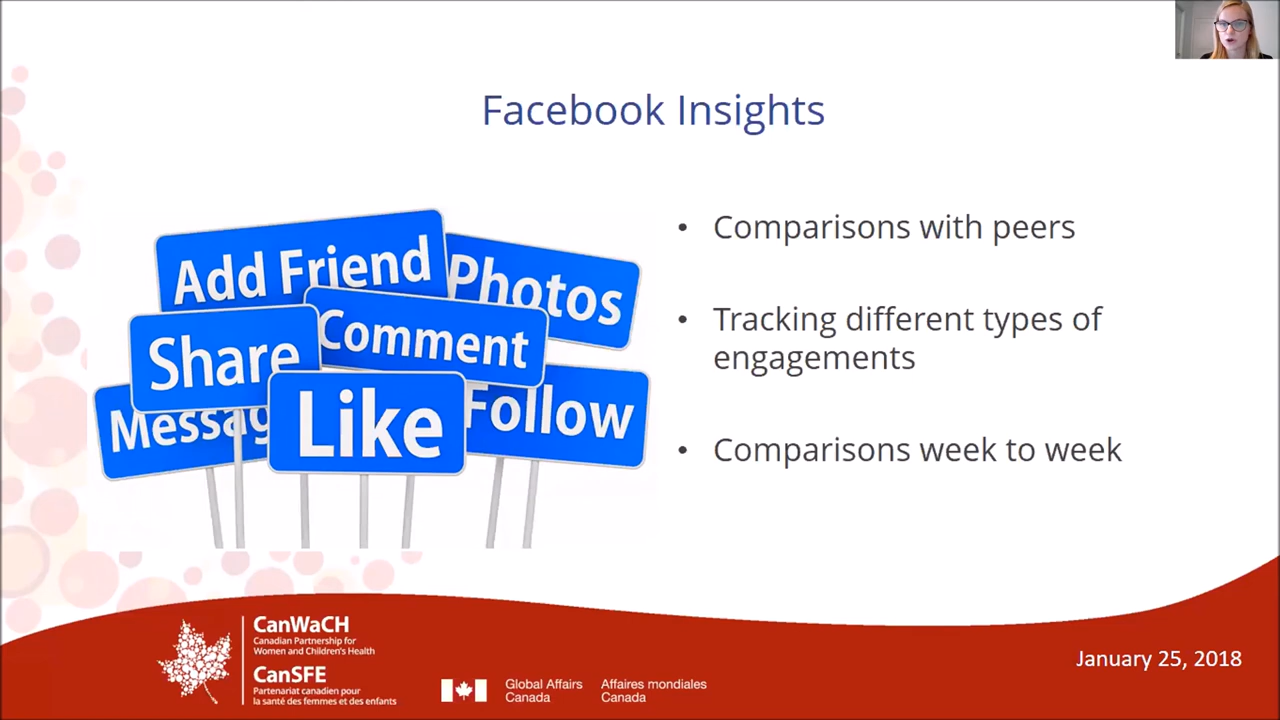 Facebook Insights
Add Friend
Photos
Share
Comment
Messag
Like
Follow
• Comparisons with peers
• Tracking different types of
engagements
• Comparisons week to week
CanWaCH
Canadian Partnership for
Women and Children's Health
CanSFE
Partenariat canadien pour
la santé des femmes et des enfants
Global Affairs
Canada
Affaires mondiales
Canada
January 25, 2018